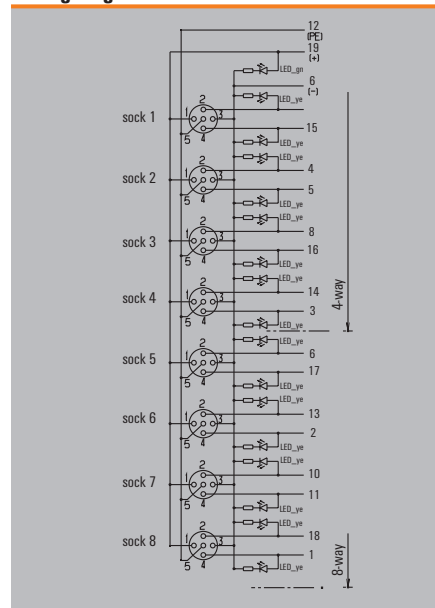 12
(PE)
19
(+)
LED_gn
6
(–)
LED_ye
2
sock 1
1 3
15
5 4
LED_ye
LED_ye
2
4
sock 2
1 3
5
5 4
LED_ye
LED_ye
2
8
sock 3
1 3
16
5 4
LED_ye
LED_ye
2
14
sock 4
1 3
3
5 4
4-way
LED_ye
LED_ye
2
6
sock 5
1 3
17
5 4
LED_ye
LED_ye
2
13
sock 6
1 3
2
5 4
LED_ye
LED_ye
2
10
sock 7
1 3
11
5 4
LED_ye
LED_ye
2
18
sock 8
1 3
1
5 4
LED_ye
8-way